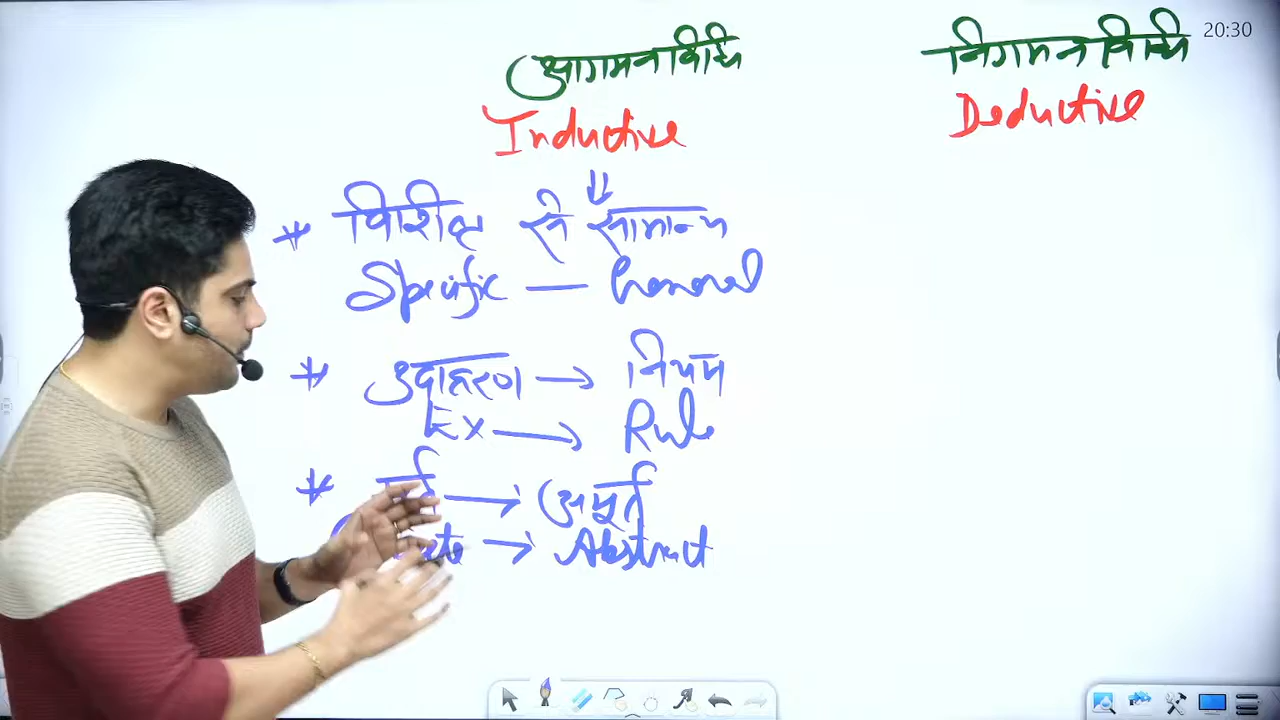 आगमन विधि
निगमन विधि
20:30
Inductive
Deductive
* विशिष्ट से सामान्य
Specific — General
* उदाहरण → नियम
Ex → Rule
* → अमूर्त
→ Abstract